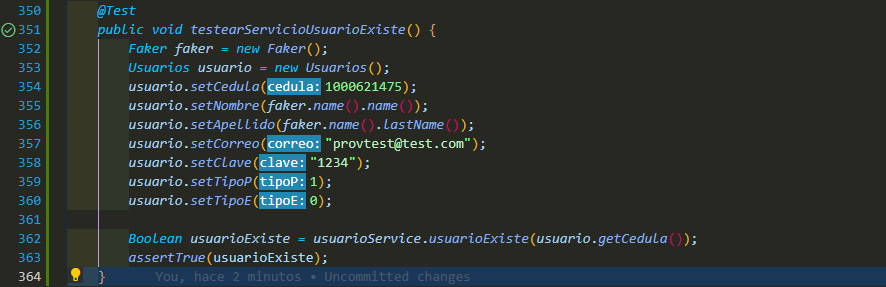 350 @Test
351 public void testearServicioUsuarioExiste() {
352 Faker faker = new Faker();
353 Usuarios usuario = new Usuarios();
354 usuario.setCedula(cedula: 1000621475);
355 usuario.setNombre(faker.name().name());
356 usuario.setApellido(faker.name().lastName());
357 usuario.setCorreo(correo: "provtest@test.com");
358 usuario.setClave(clave: "1234");
359 usuario.setTipoP(tipoP: 1);
360 usuario.setTipoE(tipoE: 0);
361
362 Boolean usuarioExiste = usuarioService.usuarioExiste(usuario.getCedula());
363 assertTrue(usuarioExiste);
364 } You, hace 2 minutos • Uncommitted changes